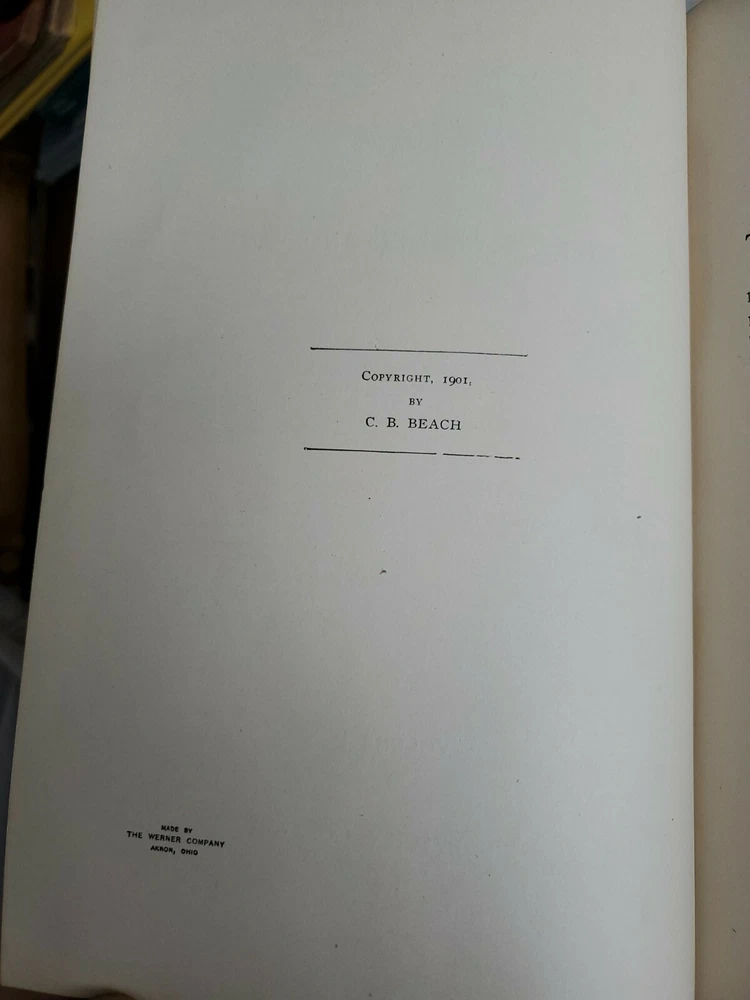 COPYRIGHT, 1901,
BY
C. B. BEACH
MADE BY
THE WERNER COMPANY
AKRON, OHIO